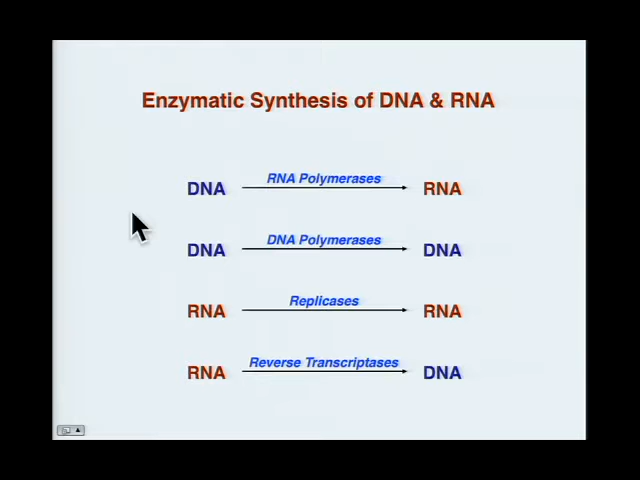 Enzymatic Synthesis of DNA & RNA
DNA RNA Polymerases RNA
DNA DNA Polymerases DNA
RNA Replicases RNA
RNA Reverse Transcriptases DNA